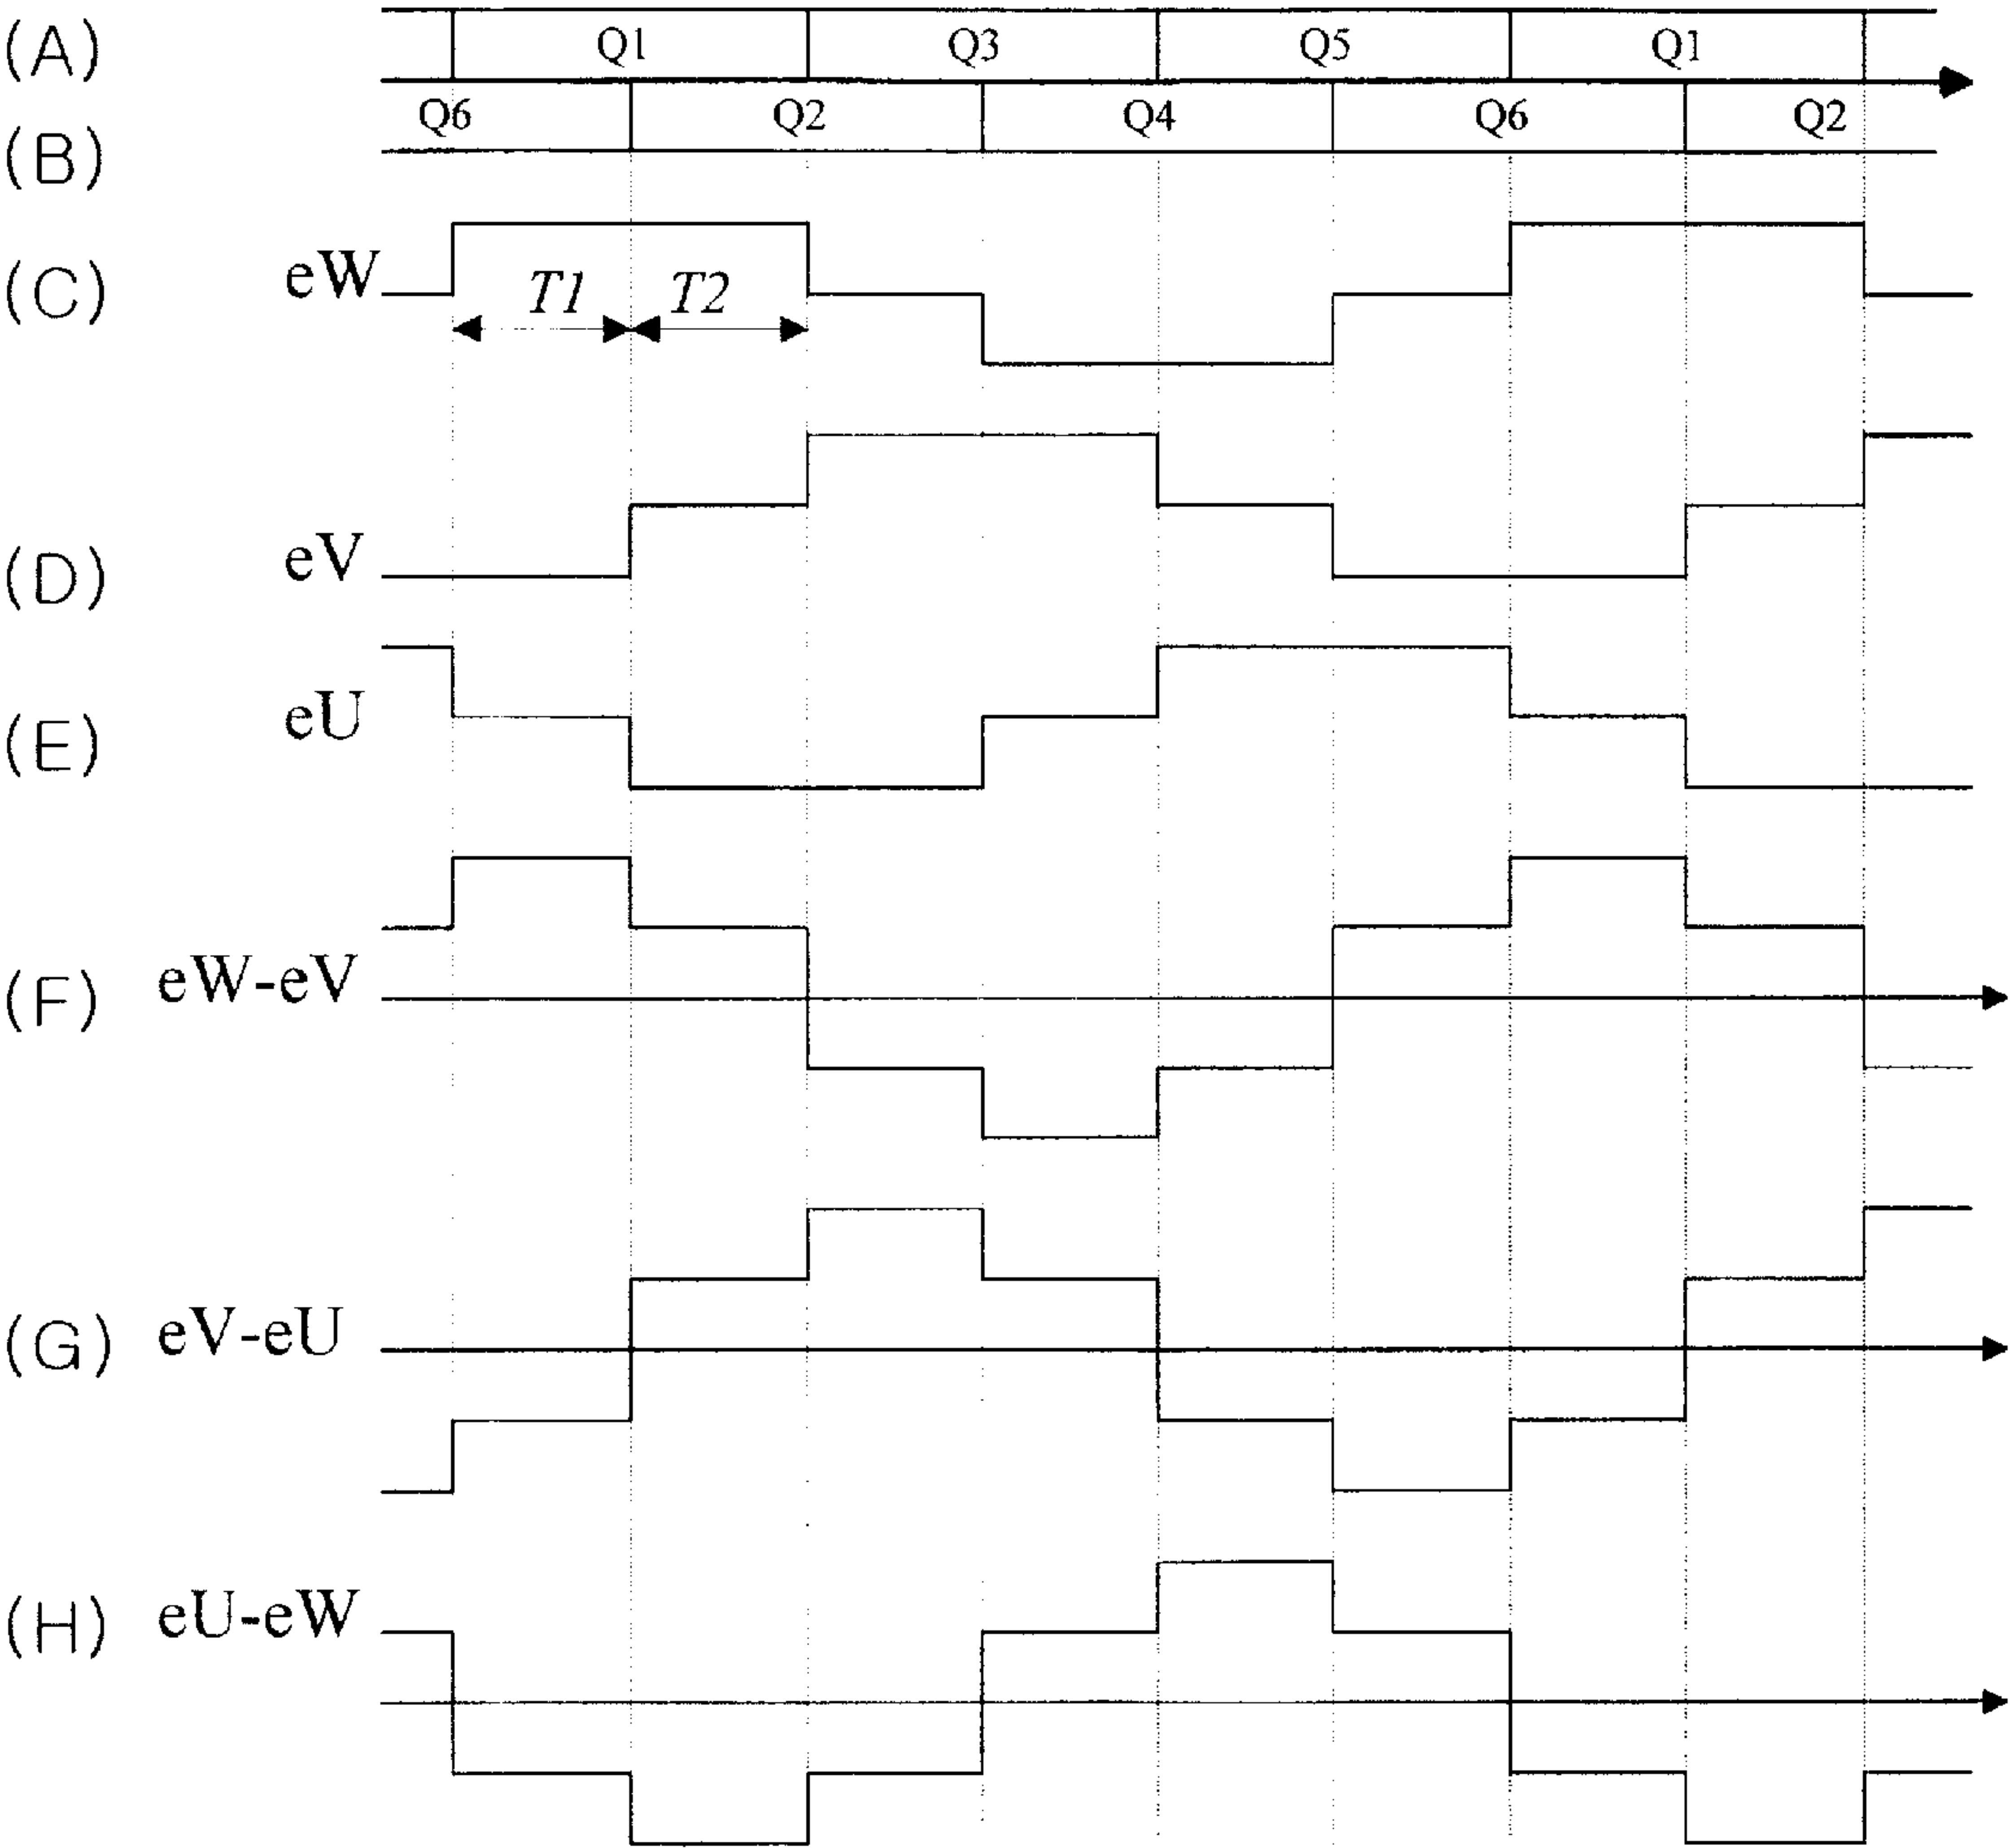 (A) Q1 Q3 Q5 Q1
Q6 Q2 Q4 Q6 Q2
(B)
(C) eW T1 T2
(D) eV
(E) eU
(F) eW-eV
(G) eV-eU
(H) eU-eW